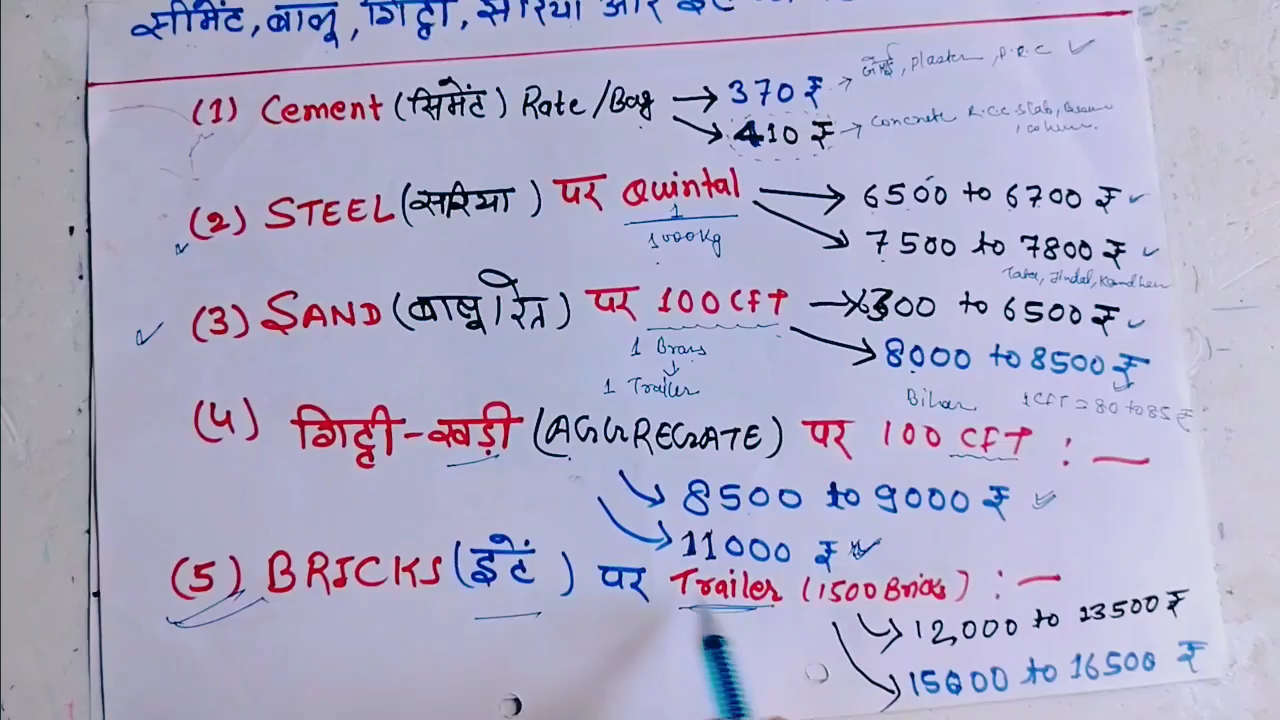 सीमेंट, बालू, गिट्टी, सरिया और
(1) Cement (सिमेंट) Rate/Bag → 370 ₹ → , Plaster, P.C.C ✓
→ 410 ₹ → Concrete R.C.C Slab, Beam
, column.
(2) STEEL (सरिया) पर Quintal → 6500 to 6700 ₹ ✓
1
1000kg
→ 7500 to 7800 ₹ ✓
Tata, Jindal, Kamdhenu
(3) SAND (बालू/रेत) पर 100 CFT → 6300 to 6500 ₹ ✓
1 Brass
↓
1 Trailer
→ 8000 to 8500 ₹
Bihar 1 CFT = 80 to 85 ₹
(4) गिट्टी-खड़ी (AGGREGATE) पर 100 CFT :—
→ 8500 to 9000 ₹ ✓
→ 11000 ₹ ✓
(5) BRICKS (इटें) पर Trailer (1500 Bricks) :—
→ 12,000 to 13500 ₹
→ 15000 to 16500 ₹